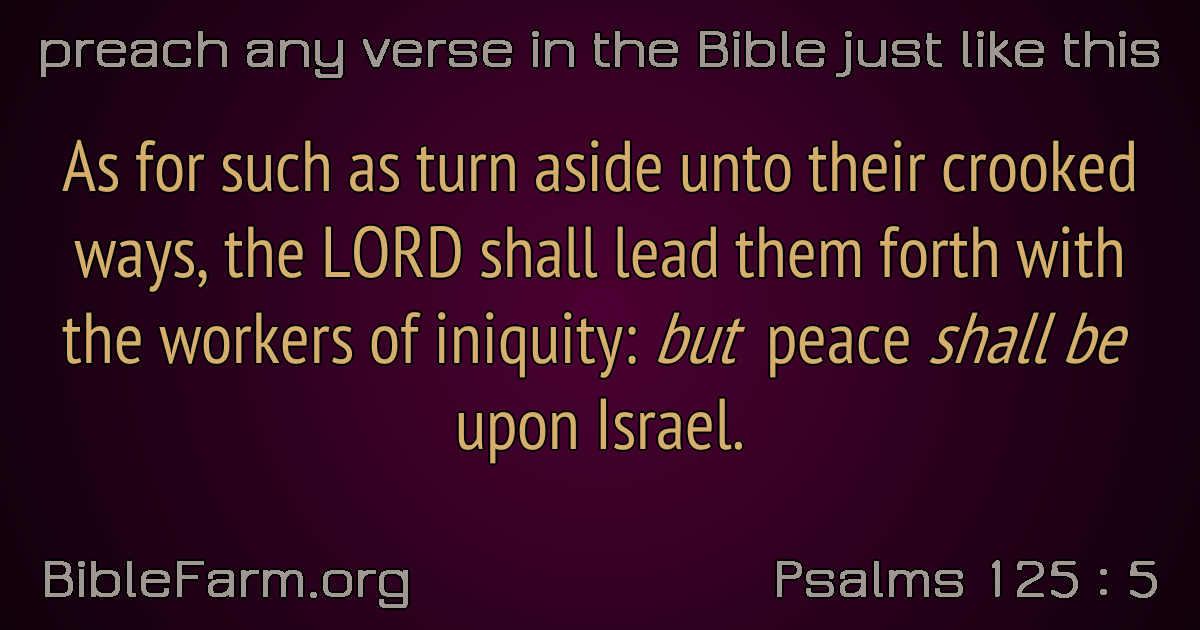 preach any verse in the Bible just like this
As for such as turn aside unto their crooked
ways, the LORD shall lead them forth with
the workers of iniquity: but peace shall be
upon Israel.
BibleFarm.org
Psalms 125 : 5